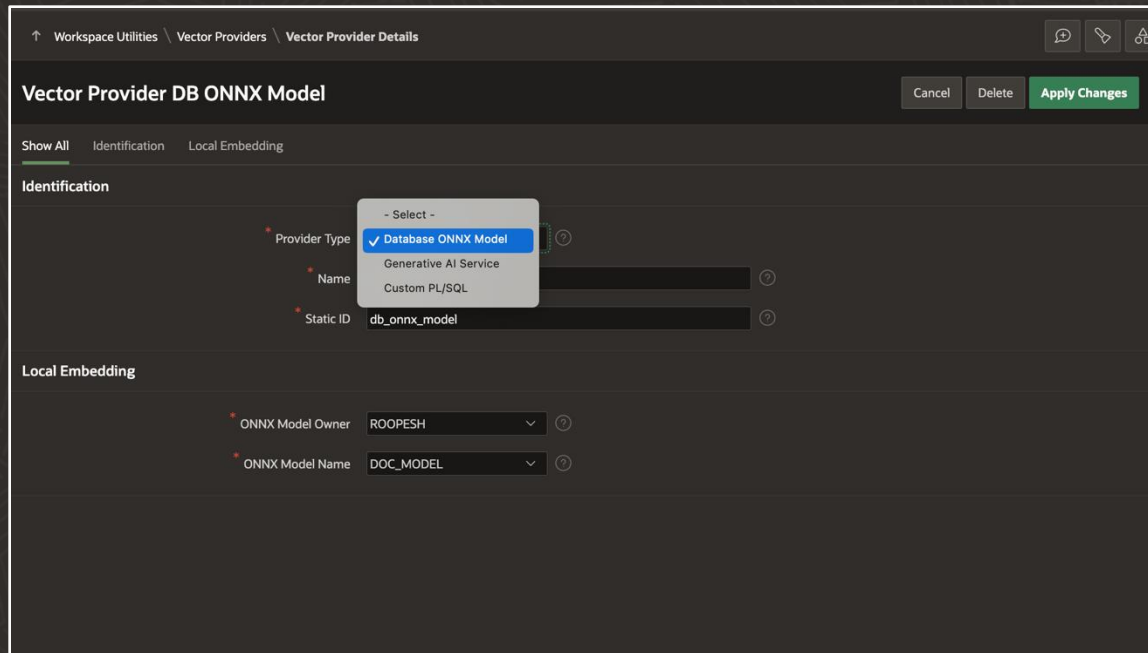 Workspace Utilities \ Vector Providers \ Vector Provider Details
Vector Provider DB ONNX Model
Cancel
Delete
Apply Changes
Show All
Identification
Local Embedding
Identification
- Select -
* Provider Type
✓ Database ONNX Model
?
Generative AI Service
* Name
?
Custom PL/SQL
* Static ID
db_onnx_model
?
Local Embedding
* ONNX Model Owner
ROOPESH
?
* ONNX Model Name
DOC_MODEL
?